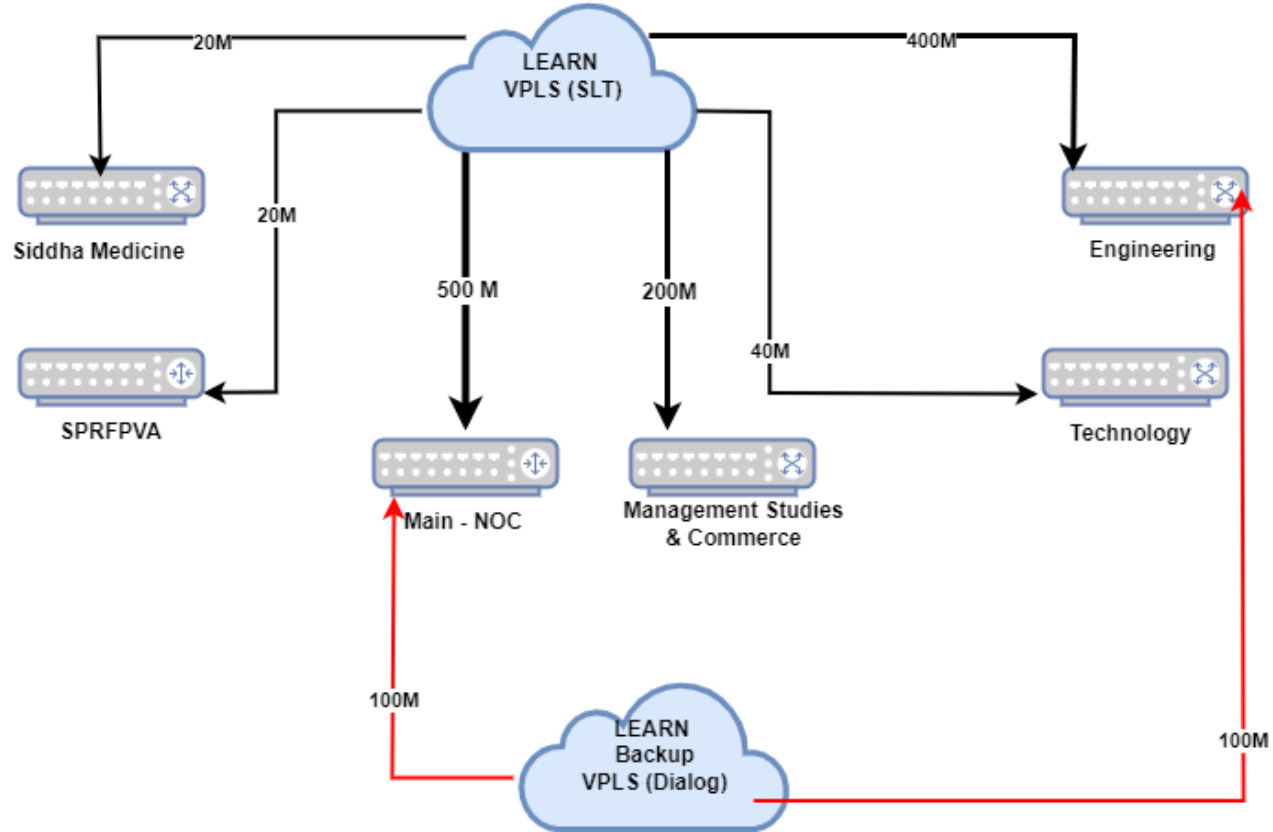 20M
LEARN
VPLS (SLT)
400M
Siddha Medicine
20M
500 M
200M
Engineering
SPRFPVA
40M
Technology
Main - NOC
Management Studies
& Commerce
100M
LEARN
Backup
VPLS (Dialog)
100M